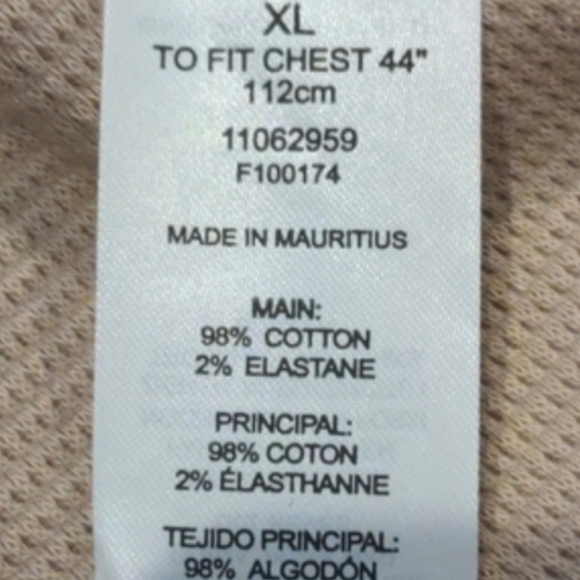 XL
TO FIT CHEST 44"
112cm
11062959
F100174
MADE IN MAURITIUS
MAIN:
98% COTTON
2% ELASTANE
PRINCIPAL:
98% COTON
2% ÉLASTHANNE
TEJIDO PRINCIPAL:
98% ALGODÓN